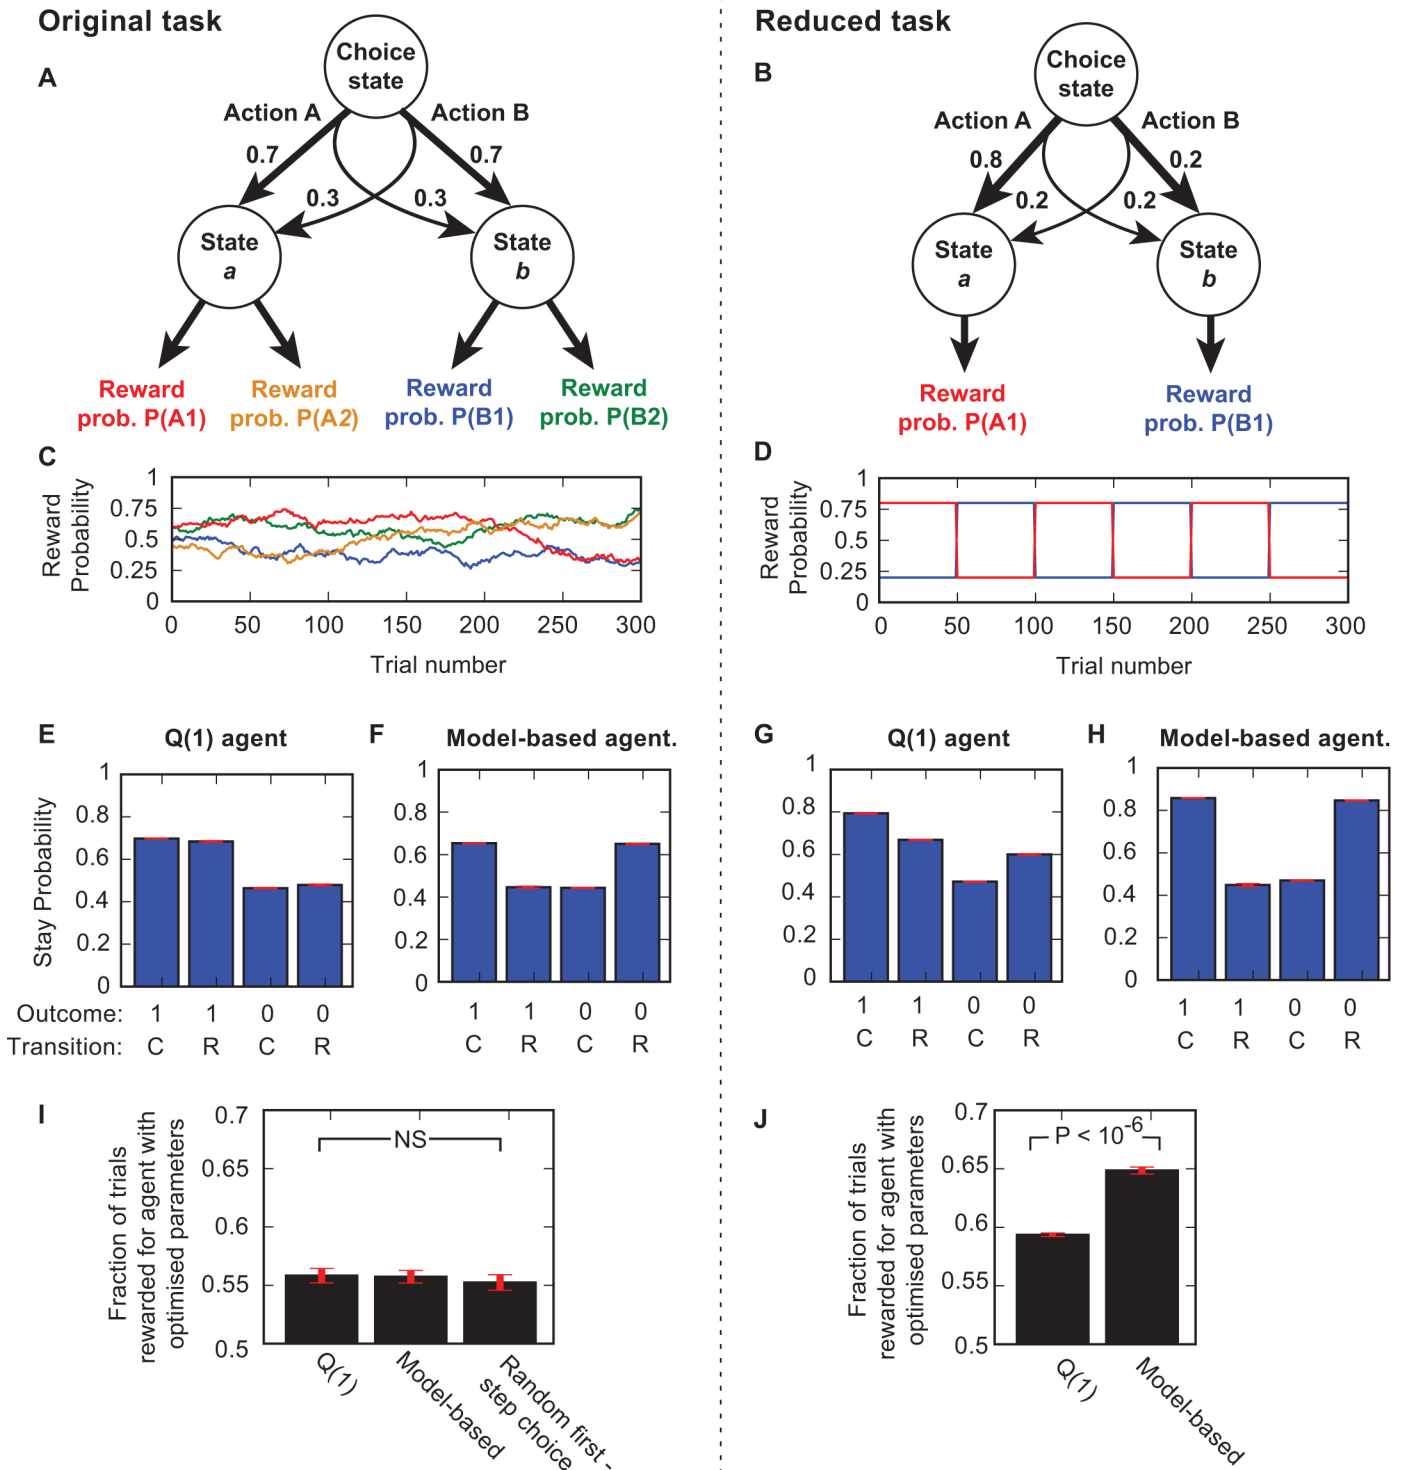 Original task
Reduced task
A
Choice
state
Action A
Action B
0.7
0.7
0.3
0.3
State
a
State
b
Reward
prob. P(A1)
Reward
prob. P(A2)
Reward
prob. P(B1)
Reward
prob. P(B2)
B
Choice
state
Action A
Action B
0.8
0.2
0.2
0.2
State
a
State
b
Reward
prob. P(A1)
Reward
prob. P(B1)
C
Reward
Probability
1
0.75
0.5
0.25
0
0 50 100 150 200 250 300
Trial number
D
Reward
Probability
1
0.75
0.5
0.25
0
0 50 100 150 200 250 300
Trial number
E
Q(1) agent
Stay Probability
1
0.8
0.6
0.4
0.2
0
Outcome: 1 1 0 0
Transition: C R C R
F
Model-based agent.
1
0.8
0.6
0.4
0.2
0
1 1 0 0
C R C R
G
Q(1) agent
1
0.8
0.6
0.4
0.2
0
1 1 0 0
C R C R
H
Model-based agent.
1
0.8
0.6
0.4
0.2
0
1 1 0 0
C R C R
I
Fraction of trials
rewarded for agent with
optimised parameters
0.7
0.65
0.6
0.55
0.5
NS
Q(1)
Model-based
Random first -
step choice
J
Fraction of trials
rewarded for agent with
optimised parameters
0.7
0.65
0.6
0.55
0.5
P < 10-6
Q(1)
Model-based